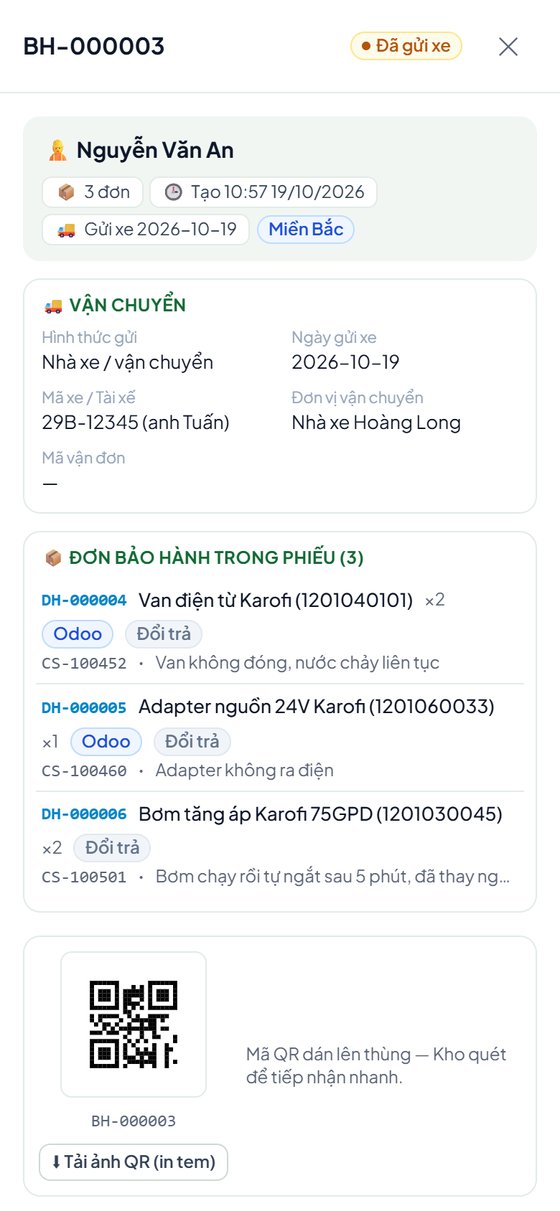 BH-000003
Đã gửi xe
Nguyễn Văn An
3 đơn
Tạo 10:57 19/10/2026
Gửi xe 2026-10-19
Miền Bắc
VẬN CHUYỂN
Hình thức gửi
Nhà xe / vận chuyển
Ngày gửi xe
2026-10-19
Mã xe / Tài xế
29B-12345 (anh Tuấn)
Đơn vị vận chuyển
Nhà xe Hoàng Long
Mã vận đơn
—
ĐƠN BẢO HÀNH TRONG PHIẾU (3)
DH-000004 Van điện từ Karofi (1201040101) ×2
Odoo Đổi trả
CS-100452 · Van không đóng, nước chảy liên tục
DH-000005 Adapter nguồn 24V Karofi (1201060033)
×1 Odoo Đổi trả
CS-100460 · Adapter không ra điện
DH-000006 Bơm tăng áp Karofi 75GPD (1201030045)
×2 Đổi trả
CS-100501 · Bơm chạy rồi tự ngắt sau 5 phút, đã thay ng...
BH-000003
⬇ Tải ảnh QR (in tem)
Mã QR dán lên thùng — Kho quét
để tiếp nhận nhanh.